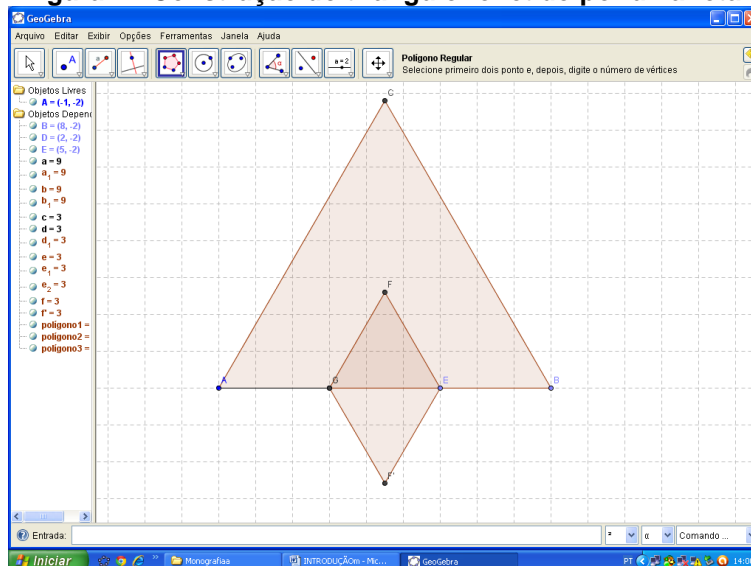 GeoGebra
Arquivo Editar Exibir Opções Ferramentas Janela Ajuda
A
a=2
Polígono Regular
Selecione primeiro dois ponto e, depois, digite o número de vértices
Objetos Livres
A = (-1, -2)
Objetos Depend
B = (8, -2)
D = (2, -2)
E = (5, -2)
a = 9
a₁ = 9
b = 9
b₁ = 9
c = 3
d = 3
d₁ = 3
e = 3
e₁ = 3
e₂ = 3
f = 3
f' = 3
polígono1 =
polígono2 =
polígono3 =
C
F
A
E
B
F'
Entrada:
α
Comando ...
Iniciar
Monografiaa
INTRODUÇÃOm - Mic...
GeoGebra
PT